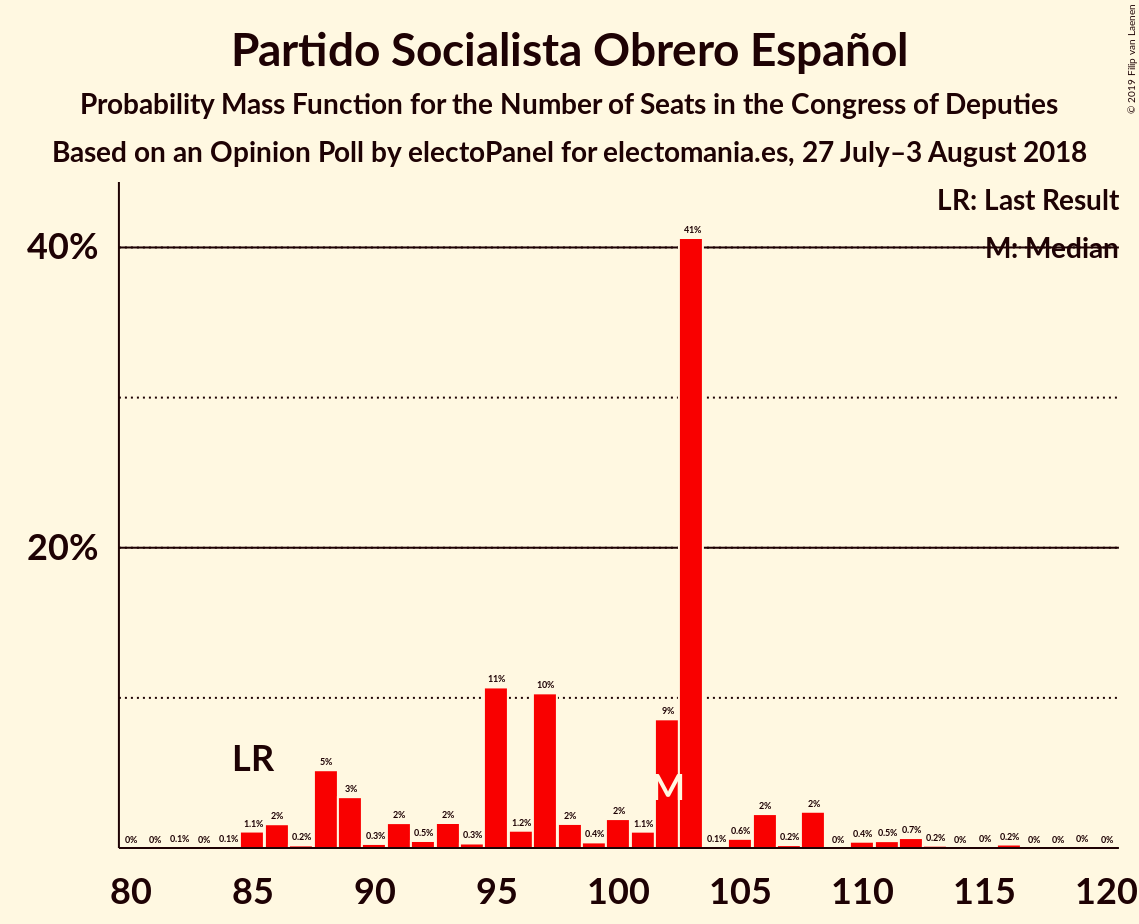 Partido Socialista Obrero Español
Probability Mass Function for the Number of Seats in the Congress of Deputies
Based on an Opinion Poll by electoPanel for electomania.es, 27 July–3 August 2018
© 2019 Filip van Laenen
LR: Last Result
M: Median
40%
20%
0% 0% 0.1% 0% 0.1% 1.1% 2% 0.2% 5% 3% 0.3% 2% 0.5% 2% 0.3% 11% 1.2% 10% 2% 0.4% 2% 1.1% 9% 41% 0.1% 0.6% 2% 0.2% 2% 0% 0.4% 0.5% 0.7% 0.2% 0% 0% 0.2% 0% 0% 0% 0%
LR
M
80 85 90 95 100 105 110 115 120